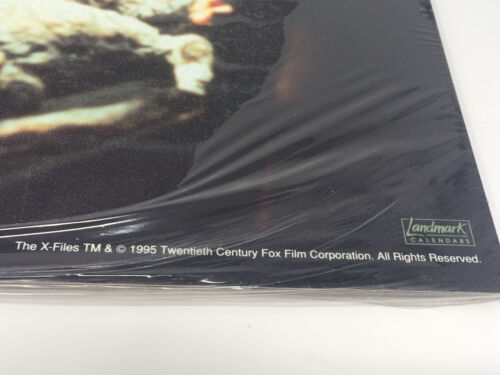 Landmark
CALENDARS
The X-Files TM & © 1995 Twentieth Century Fox Film Corporation. All Rights Reserved.